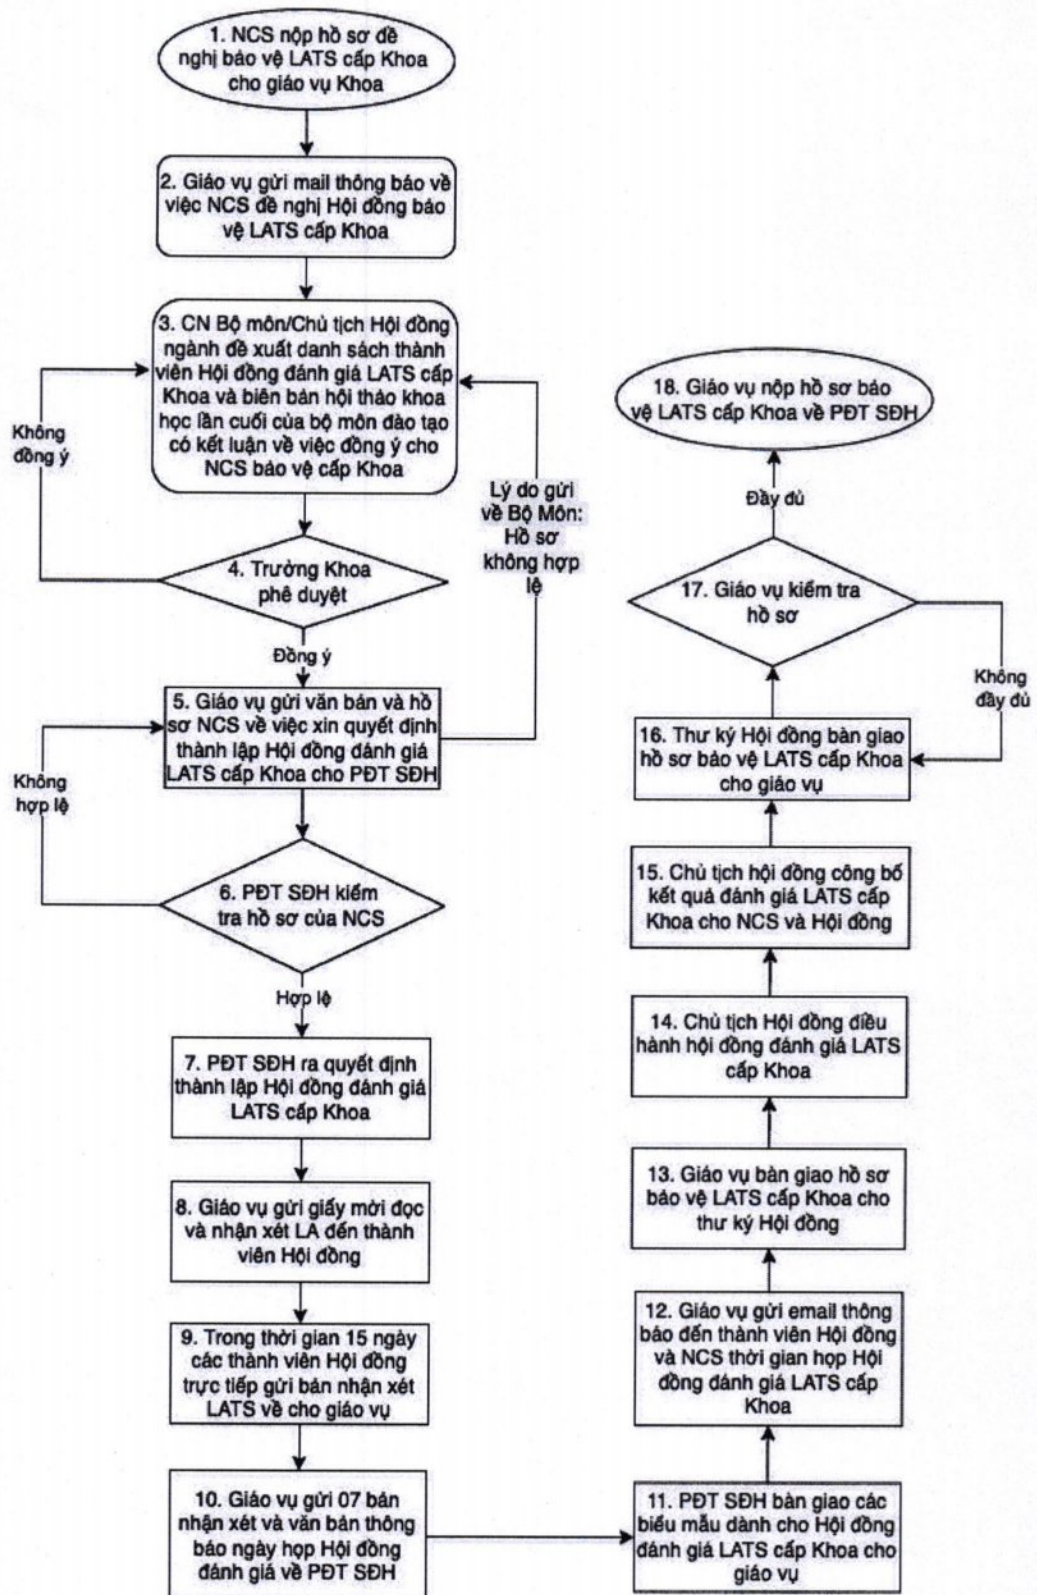 1. NCS nộp hồ sơ đề
nghị bảo vệ LATS cấp Khoa
cho giáo vụ Khoa
2. Giáo vụ gửi mail thông báo về
việc NCS đề nghị Hội đồng bảo
vệ LATS cấp Khoa
3. CN Bộ môn/Chủ tịch Hội đồng
ngành đề xuất danh sách thành
viên Hội đồng đánh giá LATS cấp
Khoa và biên bản hội thảo khoa
học lần cuối của bộ môn đào tạo
có kết luận về việc đồng ý cho
NCS bảo vệ cấp Khoa
Không
đồng ý
4. Trưởng Khoa
phê duyệt
Lý do gửi
về Bộ Môn:
Hồ sơ
không hợp
lệ
Đồng ý
5. Giáo vụ gửi văn bản và hồ
sơ NCS về việc xin quyết định
thành lập Hội đồng đánh giá
LATS cấp Khoa cho PĐT SĐH
Không
hợp lệ
6. PĐT SĐH kiểm
tra hồ sơ của NCS
Hợp lệ
7. PĐT SĐH ra quyết định
thành lập Hội đồng đánh giá
LATS cấp Khoa
8. Giáo vụ gửi giấy mời đọc
và nhận xét LA đến thành
viên Hội đồng
9. Trong thời gian 15 ngày
các thành viên Hội đồng
trực tiếp gửi bản nhận xét
LATS về cho giáo vụ
10. Giáo vụ gửi 07 bản
nhận xét và văn bản thông
báo ngày họp Hội đồng
đánh giá về PĐT SĐH
11. PĐT SĐH bàn giao các
biểu mẫu dành cho Hội đồng
đánh giá LATS cấp Khoa cho
giáo vụ
12. Giáo vụ gửi email thông
báo đến thành viên Hội đồng
và NCS thời gian họp Hội
đồng đánh giá LATS cấp
Khoa
13. Giáo vụ bàn giao hồ sơ
bảo vệ LATS cấp Khoa cho
thư ký Hội đồng
14. Chủ tịch Hội đồng điều
hành hội đồng đánh giá LATS
cấp Khoa
15. Chủ tịch hội đồng công bố
kết quả đánh giá LATS cấp
Khoa cho NCS và Hội đồng
16. Thư ký Hội đồng bàn giao
hồ sơ bảo vệ LATS cấp Khoa
cho giáo vụ
Không
đầy đủ
17. Giáo vụ kiểm tra
hồ sơ
Đầy đủ
18. Giáo vụ nộp hồ sơ bảo
vệ LATS cấp Khoa về PĐT SĐH